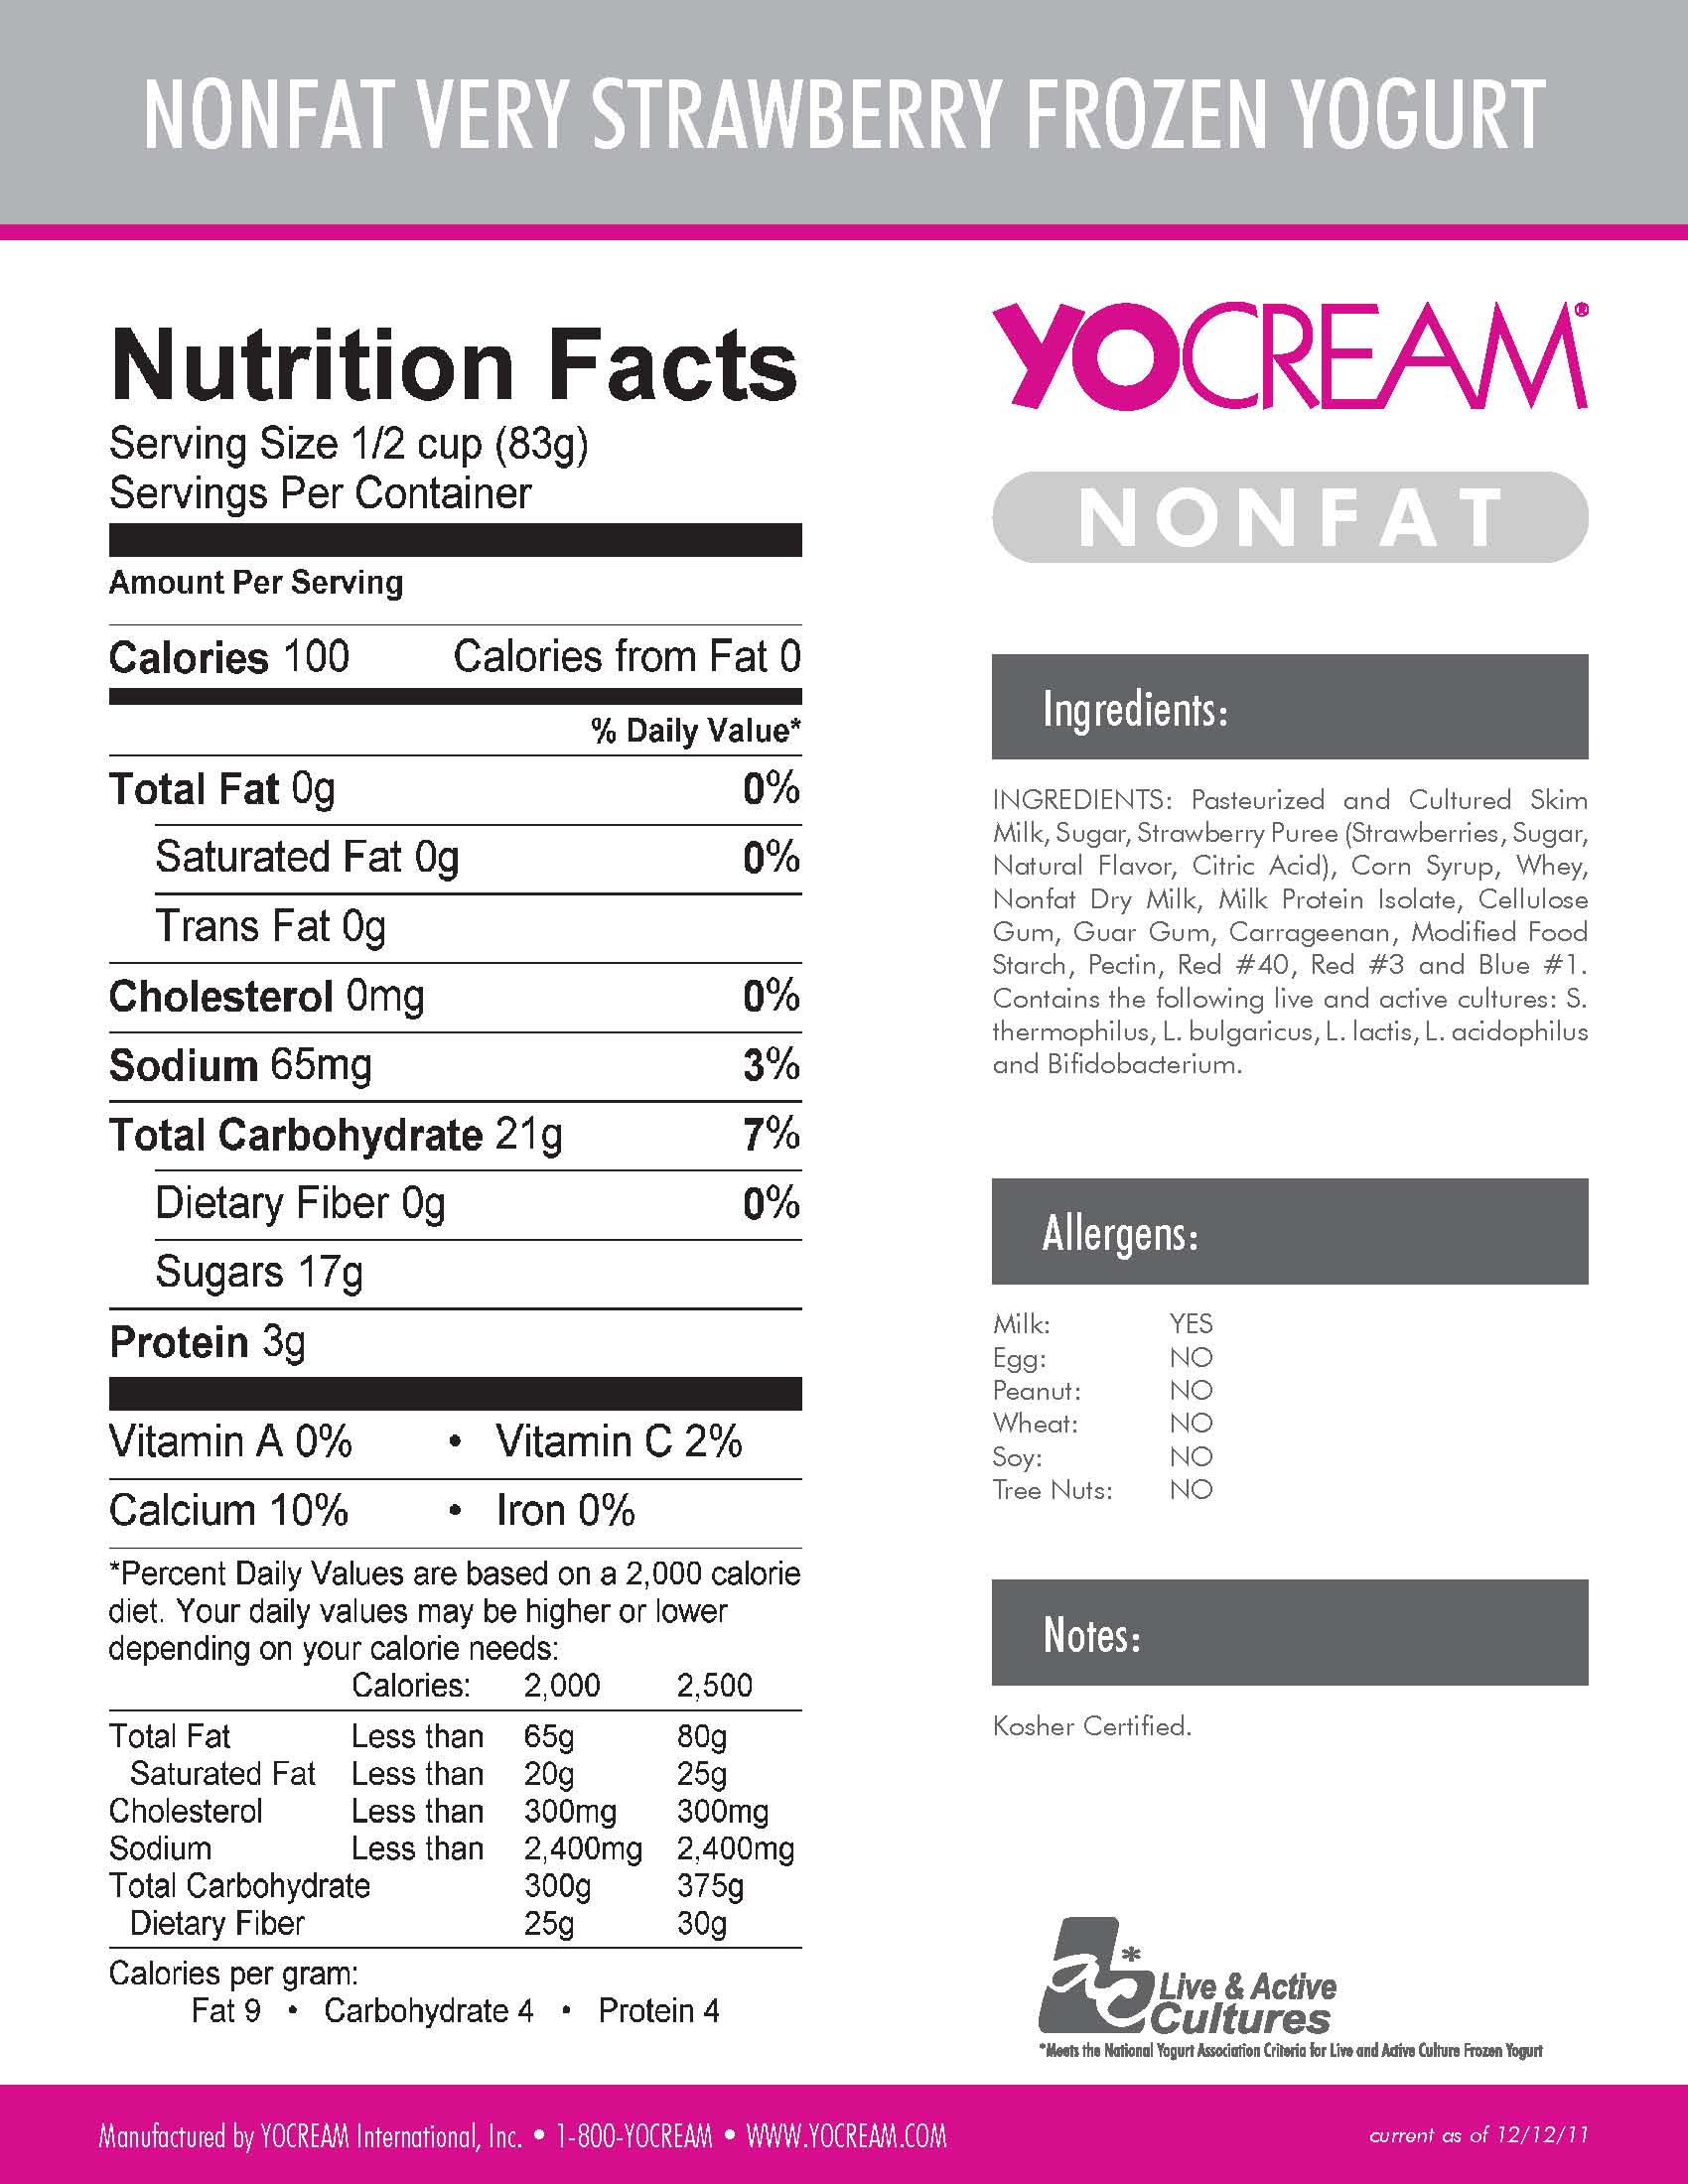 NONFAT VERY STRAWBERRY FROZEN YOGURT
Nutrition Facts
Serving Size 1/2 cup (83g)
Servings Per Container
Amount Per Serving
Calories 100 Calories from Fat 0
% Daily Value*
Total Fat 0g 0%
Saturated Fat 0g 0%
Trans Fat 0g
Cholesterol 0mg 0%
Sodium 65mg 3%
Total Carbohydrate 21g 7%
Dietary Fiber 0g 0%
Sugars 17g
Protein 3g
Vitamin A 0% • Vitamin C 2%
Calcium 10% • Iron 0%
*Percent Daily Values are based on a 2,000 calorie
diet. Your daily values may be higher or lower
depending on your calorie needs:
Calories: 2,000 2,500
Total Fat Less than 65g 80g
Saturated Fat Less than 20g 25g
Cholesterol Less than 300mg 300mg
Sodium Less than 2,400mg 2,400mg
Total Carbohydrate 300g 375g
Dietary Fiber 25g 30g
Calories per gram:
Fat 9 • Carbohydrate 4 • Protein 4
YOCREAM®
NONFAT
Ingredients:
INGREDIENTS: Pasteurized and Cultured Skim
Milk, Sugar, Strawberry Puree (Strawberries, Sugar,
Natural Flavor, Citric Acid), Corn Syrup, Whey,
Nonfat Dry Milk, Milk Protein Isolate, Cellulose
Gum, Guar Gum, Carrageenan, Modified Food
Starch, Pectin, Red #40, Red #3 and Blue #1.
Contains the following live and active cultures: S.
thermophilus, L. bulgaricus, L. lactis, L. acidophilus
and Bifidobacterium.
Allergens:
Milk: YES
Egg: NO
Peanut: NO
Wheat: NO
Soy: NO
Tree Nuts: NO
Notes:
Kosher Certified.
ac*
Live & Active
Cultures
*Meets the National Yogurt Association Criteria for Live and Active Culture Frozen Yogurt
Manufactured by YOCREAM International, Inc. • 1-800-YOCREAM • WWW.YOCREAM.COM
current as of 12/12/11